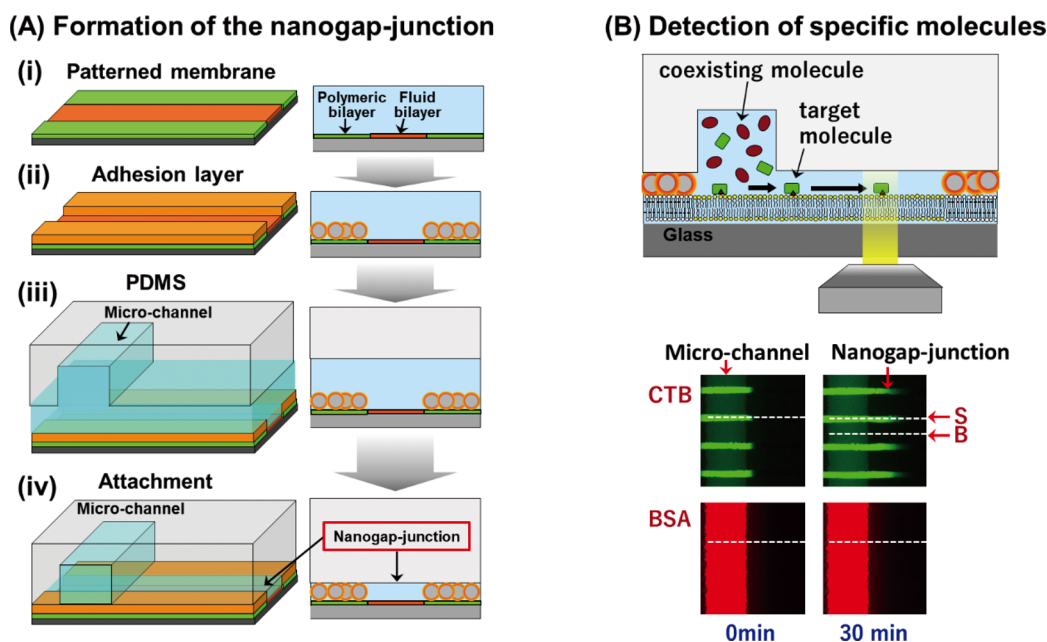 (A) Formation of the nanogap-junction
(i)
Patterned membrane
Polymeric
bilayer
Fluid
bilayer
(ii)
Adhesion layer
(iii)
PDMS
Micro-channel
(iv)
Attachment
Micro-channel
Nanogap-junction
(B) Detection of specific molecules
coexisting molecule
target
molecule
Glass
Micro-channel
Nanogap-junction
CTB
S
B
BSA
0min
30 min